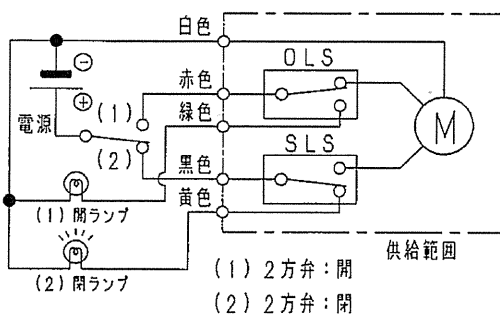 白色
OLS
⊖
⊕
赤色
(1)
緑色
電源
M
(2)
SLS
黒色
黄色
(1)開ランプ
供給範囲
(2)閉ランプ
(1)2方弁:開
(2)2方弁:閉